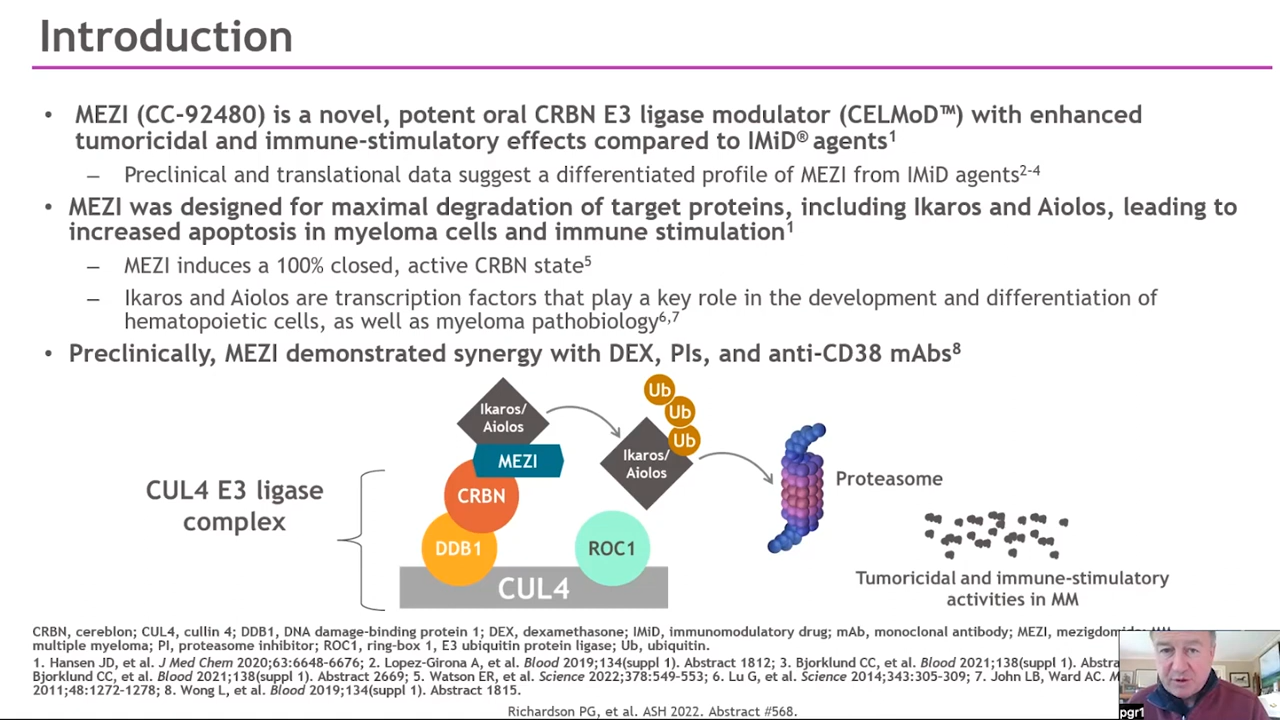 Introduction
• MEZI (CC-92480) is a novel, potent oral CRBN E3 ligase modulator (CELMoD™) with enhanced
tumoricidal and immune-stimulatory effects compared to IMiD® agents¹
– Preclinical and translational data suggest a differentiated profile of MEZI from IMiD agents²⁻⁴
• MEZI was designed for maximal degradation of target proteins, including Ikaros and Aiolos, leading to
increased apoptosis in myeloma cells and immune stimulation¹
– MEZI induces a 100% closed, active CRBN state⁵
– Ikaros and Aiolos are transcription factors that play a key role in the development and differentiation of
hematopoietic cells, as well as myeloma pathobiology⁶,⁷
• Preclinically, MEZI demonstrated synergy with DEX, PIs, and anti-CD38 mAbs⁸
CUL4 E3 ligase
complex
Ikaros/
Aiolos
MEZI
CRBN
DDB1
ROC1
CUL4
Ub
Ub
Ub
Ikaros/
Aiolos
Proteasome
Tumoricidal and immune-stimulatory
activities in MM
CRBN, cereblon; CUL4, cullin 4; DDB1, DNA damage-binding protein 1; DEX, dexamethasone; IMiD, immunomodulatory drug; mAb, monoclonal antibody; MEZI,
multiple myeloma; PI, proteasome inhibitor; ROC1, ring-box 1, E3 ubiquitin protein ligase; Ub, ubiquitin.
1. Hansen JD, et al. J Med Chem 2020;63:6648-6676; 2. Lopez-Girona A, et al. Blood 2019;134(suppl 1). Abstract 1812; 3. Bjorklund CC, et al. Blood 2021;138(suppl 1).
Bjorklund CC, et al. Blood 2021;138(suppl 1). Abstract 2669; 5. Watson ER, et al. Science 2022;378:549-553; 6. Lu G, et al. Science 2014;343:305-309; 7. John LB, Ward AC.
2011;48:1272-1278; 8. Wong L, et al. Blood 2019;134(suppl 1). Abstract 1815.
Richardson PG, et al. ASH 2022. Abstract #568.
pgr1